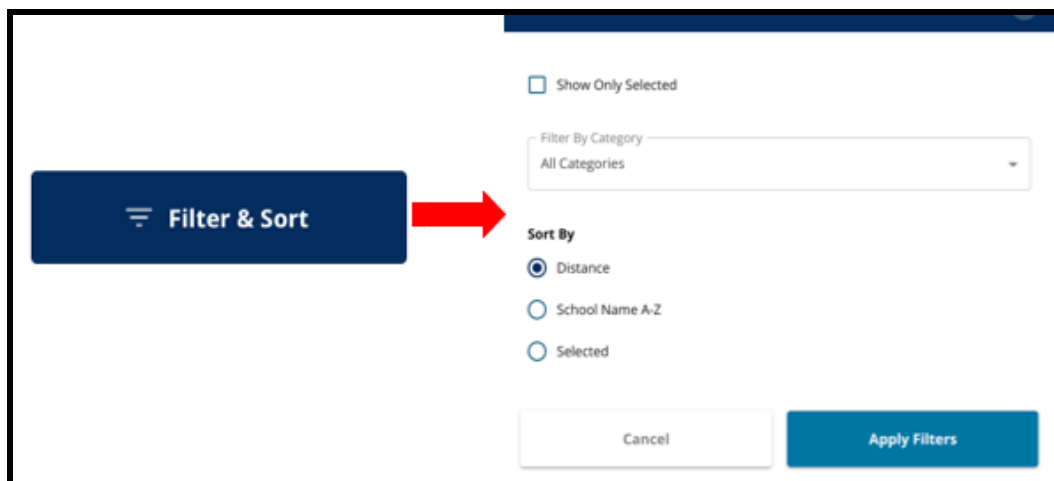 Filter & Sort
Show Only Selected
Filter By Category
All Categories
Sort By
Distance
School Name A-Z
Selected
Cancel
Apply Filters